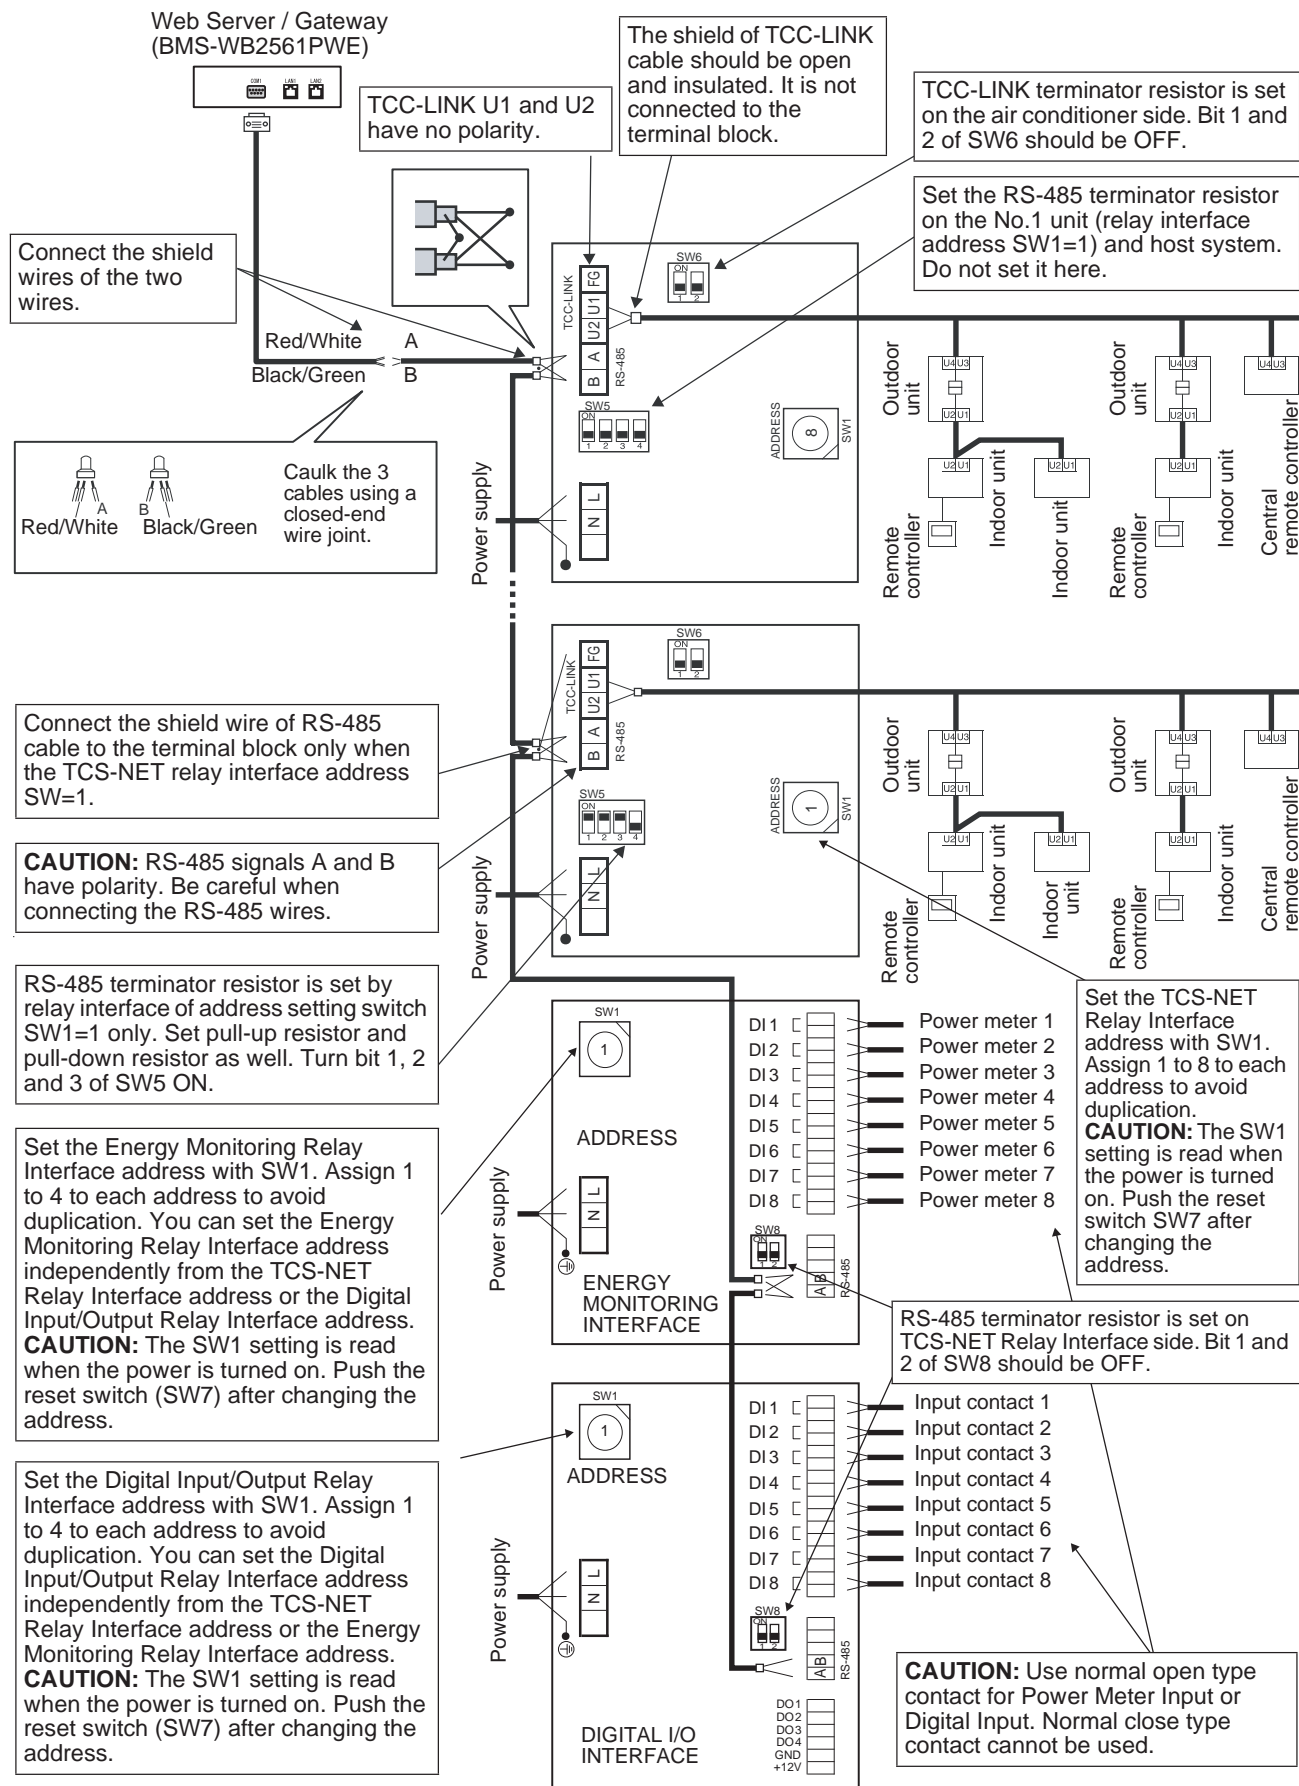 Web Server / Gateway
(BMS-WB2561PWE)
COM1 LAN1 LAN2
TCC-LINK U1 and U2
have no polarity.
The shield of TCC-LINK
cable should be open
and insulated. It is not
connected to the
terminal block.
TCC-LINK terminator resistor is set
on the air conditioner side. Bit 1 and
2 of SW6 should be OFF.
Set the RS-485 terminator resistor
on the No.1 unit (relay interface
address SW1=1) and host system.
Do not set it here.
Connect the shield
wires of the two
wires.
Red/White A
Black/Green B
Red/White A
B Black/Green
Caulk the 3
cables using a
closed-end
wire joint.
TCC-LINK
FG
U1
U2
A
B
RS-485
SW6
ON
1 2
SW5
ON
1 2 3 4
ADDRESS
8
SW1
Power supply
L
N
Outdoor
unit
U4 U3
U2 U1
U2 U1
U2 U1
Indoor unit
Indoor unit
Remote
controller
Outdoor
unit
U4 U3
U2 U1
U2 U1
Indoor unit
Remote
controller
U4 U3
Central
remote controller
TCC-LINK
FG
U1
U2
A
B
RS-485
SW6
ON
1 2
SW5
ON
1 2 3 4
ADDRESS
1
SW1
Power supply
L
N
Outdoor
unit
U4 U3
U2 U1
U2 U1
U2 U1
Indoor unit
Indoor
unit
Remote
controller
Outdoor
unit
U4 U3
U2 U1
U2 U1
Indoor unit
Remote
controller
U4 U3
Central
remote controller
Connect the shield wire of RS-485
cable to the terminal block only when
the TCS-NET relay interface address
SW=1.
CAUTION: RS-485 signals A and B
have polarity. Be careful when
connecting the RS-485 wires.
RS-485 terminator resistor is set by
relay interface of address setting switch
SW1=1 only. Set pull-up resistor and
pull-down resistor as well. Turn bit 1, 2
and 3 of SW5 ON.
Set the TCS-NET
Relay Interface
address with SW1.
Assign 1 to 8 to each
address to avoid
duplication.
CAUTION: The SW1
setting is read when
the power is turned
on. Push the reset
switch SW7 after
changing the
address.
Set the Energy Monitoring Relay
Interface address with SW1. Assign 1
to 4 to each address to avoid
duplication. You can set the Energy
Monitoring Relay Interface address
independently from the TCS-NET
Relay Interface address or the Digital
Input/Output Relay Interface address.
CAUTION: The SW1 setting is read
when the power is turned on. Push the
reset switch (SW7) after changing the
address.
SW1
1
ADDRESS
Power supply
L
N
ENERGY
MONITORING
INTERFACE
DI1 Power meter 1
DI2 Power meter 2
DI3 Power meter 3
DI4 Power meter 4
DI5 Power meter 5
DI6 Power meter 6
DI7 Power meter 7
DI8 Power meter 8
SW8
ON
1 2
A B
RS-485
RS-485 terminator resistor is set on
TCS-NET Relay Interface side. Bit 1 and
2 of SW8 should be OFF.
Set the Digital Input/Output Relay
Interface address with SW1. Assign 1
to 4 to each address to avoid
duplication. You can set the Digital
Input/Output Relay Interface address
independently from the TCS-NET
Relay Interface address or the Energy
Monitoring Relay Interface address.
CAUTION: The SW1 setting is read
when the power is turned on. Push the
reset switch (SW7) after changing the
address.
SW1
1
ADDRESS
Power supply
L
N
DIGITAL I/O
INTERFACE
DI1 Input contact 1
DI2 Input contact 2
DI3 Input contact 3
DI4 Input contact 4
DI5 Input contact 5
DI6 Input contact 6
DI7 Input contact 7
DI8 Input contact 8
SW8
ON
1 2
A B
RS-485
DO1
DO2
DO3
DO4
GND
+12V
CAUTION: Use normal open type
contact for Power Meter Input or
Digital Input. Normal close type
contact cannot be used.